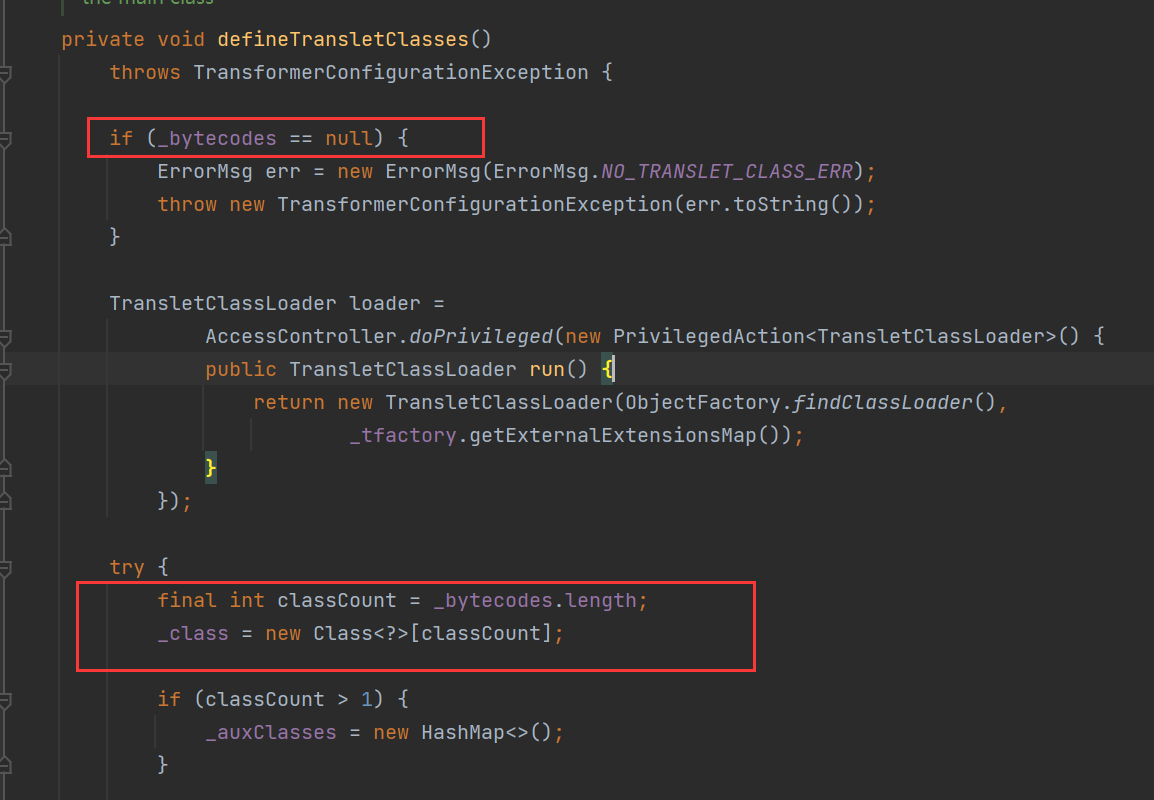 the main class
private void defineTransletClasses()
    throws TransformerConfigurationException {
    if (_bytecodes == null) {
        ErrorMsg err = new ErrorMsg(ErrorMsg.NO_TRANSLET_CLASS_ERR);
        throw new TransformerConfigurationException(err.toString());
    }
    TransletClassLoader loader =
            AccessController.doPrivileged(new PrivilegedAction<TransletClassLoader>() {
            public TransletClassLoader run() {
                return new TransletClassLoader(ObjectFactory.findClassLoader(),
                        _tfactory.getExternalExtensionsMap());
            }
        });
    try {
        final int classCount = _bytecodes.length;
        _class = new Class<?>[classCount];
        if (classCount > 1) {
            _auxClasses = new HashMap<>();
        }